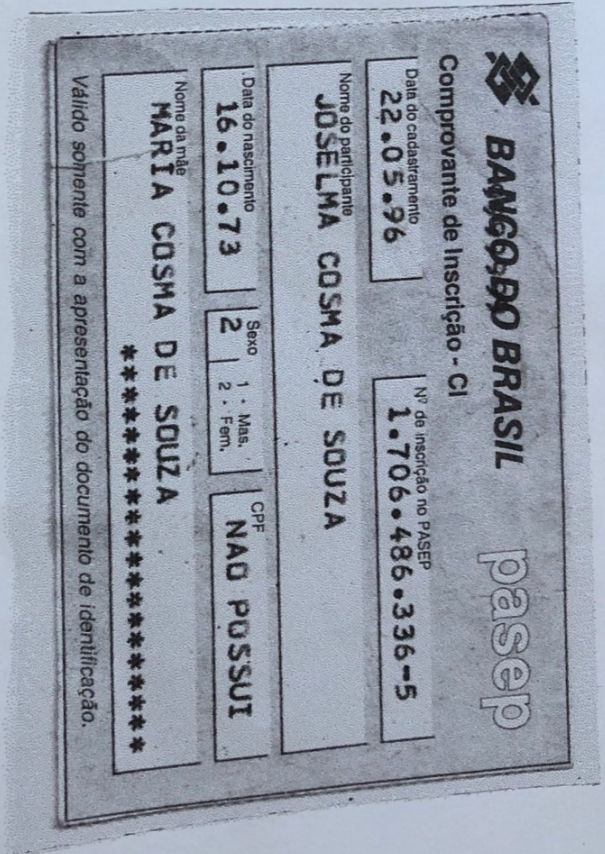 BANCO DO BRASIL pasep
Comprovante de Inscrição - CI
Data do cadastramento
22.05.96
Nº de inscrição no PASEP
1.706.486.336-5
Nome do participante
JOSELMA COSMA DE SOUZA
Data do nascimento
16.10.73
Sexo
2
1 - Mas.
2 - Fem.
CPF
NAO POSSUI
Nome da mãe
MARIA COSMA DE SOUZA
*****************
Válido somente com a apresentação do documento de identificação.